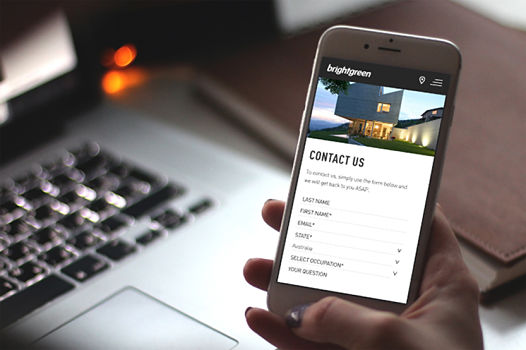 brightgreen
CONTACT US
To contact us, simply use the form below and
we will get back to you ASAP!
LAST NAME
FIRST NAME*
EMAIL*
STATE*
Australia
SELECT OCCUPATION*
YOUR QUESTION